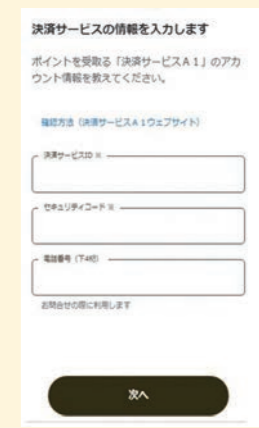 決済サービスの情報を入力します
ポイントを受取る「決済サービスA1」のアカ
ウント情報を教えてください。
確認方法（決済サービスA1ウェブサイト）
決済サービスID ※
セキュリティコード ※
電話番号（下4桁）
お問合せの際に利用します
次へ